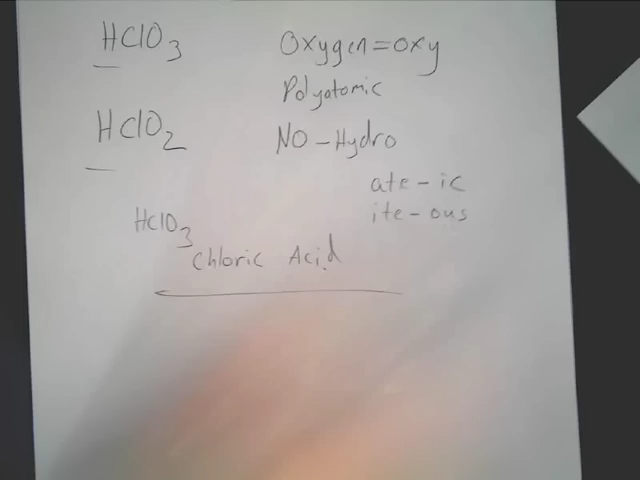 HClO3
Oxygen = oxy
Polyatomic
HClO2
NO - Hydro
ate - ic
ite - ous
HClO3
Chloric Acid